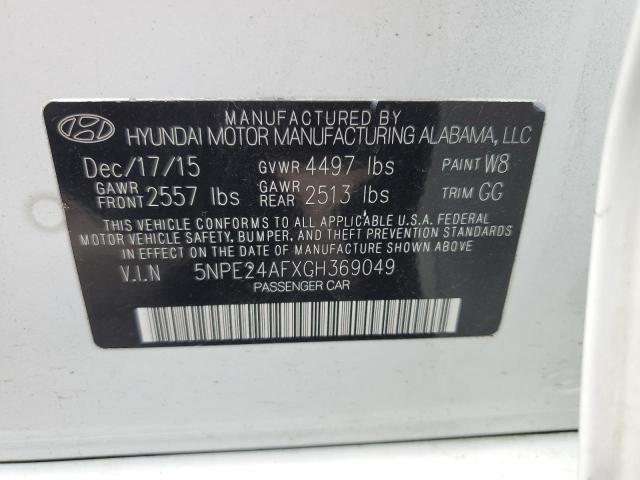 MANUFACTURED BY
HYUNDAI MOTOR MANUFACTURING ALABAMA, LLC
Dec/17/15 GVWR 4497 lbs PAINT W8
GAWR FRONT 2557 lbs GAWR REAR 2513 lbs TRIM GG
THIS VEHICLE CONFORMS TO ALL APPLICABLE U.S.A. FEDERAL
MOTOR VEHICLE SAFETY, BUMPER, AND THEFT PREVENTION STANDARDS
IN EFFECT ON THE DATE OF MANUFACTURE SHOWN ABOVE.
V.I.N 5NPE24AFXGH369049
PASSENGER CAR